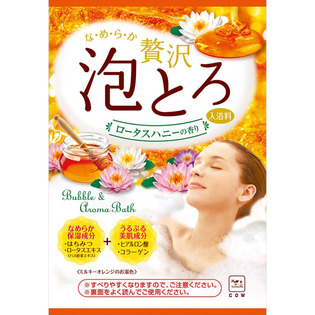 な・め・ら・か
贅沢
泡とろ
入浴料
ロータスハニーの香り
Bubble &
Aroma Bath
なめらか
保湿成分
・はちみつ
・ロータスエキス
+
うるぷる
美肌成分
・ヒアルロン酸
・コラーゲン
〈ミルキーオレンジのお湯色〉
※すべりやすくなりますので、ご注意ください。
※裏面をよく読んでご使用ください。
COW